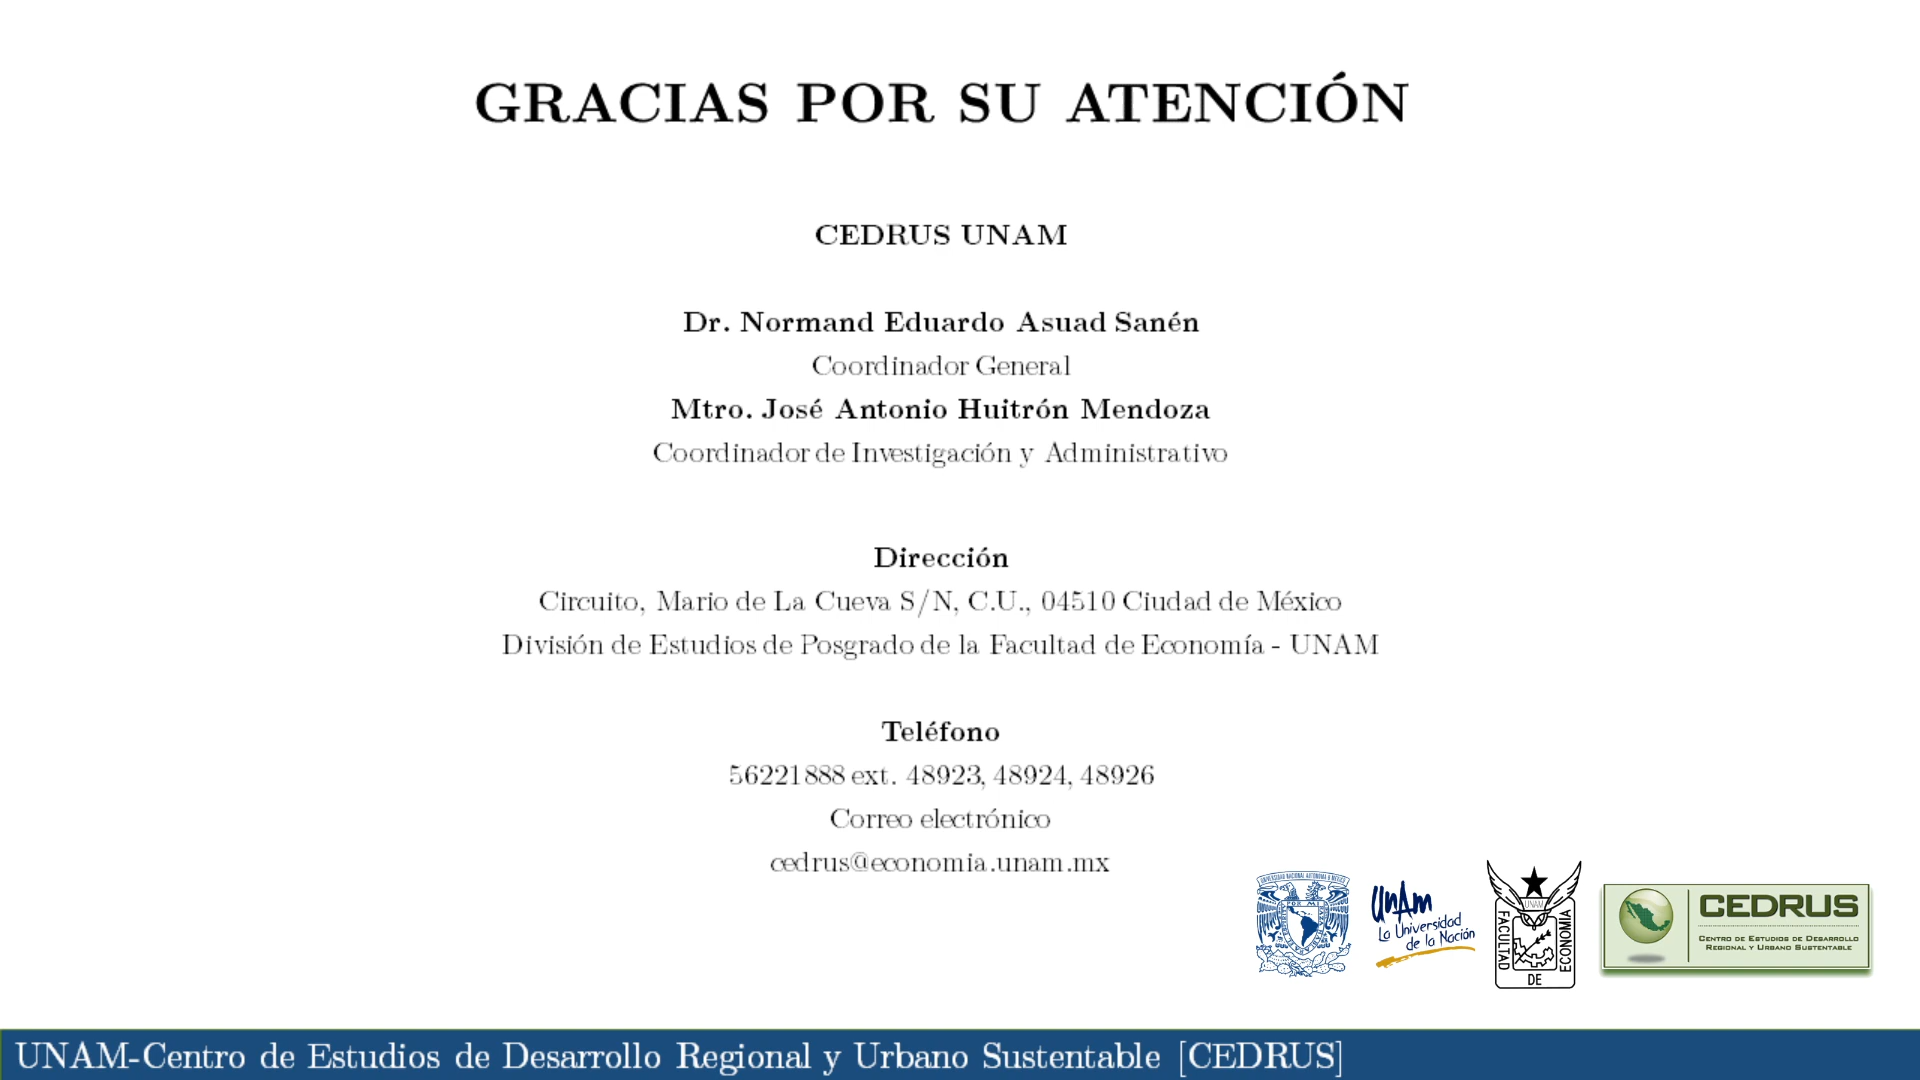 GRACIAS POR SU ATENCIÓN
CEDRUS UNAM
Dr. Normand Eduardo Asuad Sanén
Coordinador General
Mtro. José Antonio Huitrón Mendoza
Coordinador de Investigación y Administrativo
Dirección
Circuito, Mario de La Cueva S/N, C.U., 04510 Ciudad de México
División de Estudios de Posgrado de la Facultad de Economía - UNAM
Teléfono
56221888 ext. 48923, 48924, 48926
Correo electrónico
cedrus@economia.unam.mx
UNAM
La Universidad
de la Nación
UNAM
FACULTAD
DE
ECONOMIA
CEDRUS
CENTRO DE ESTUDIOS DE DESARROLLO
REGIONAL Y URBANO SUSTENTABLE
UNAM-Centro de Estudios de Desarrollo Regional y Urbano Sustentable [CEDRUS]